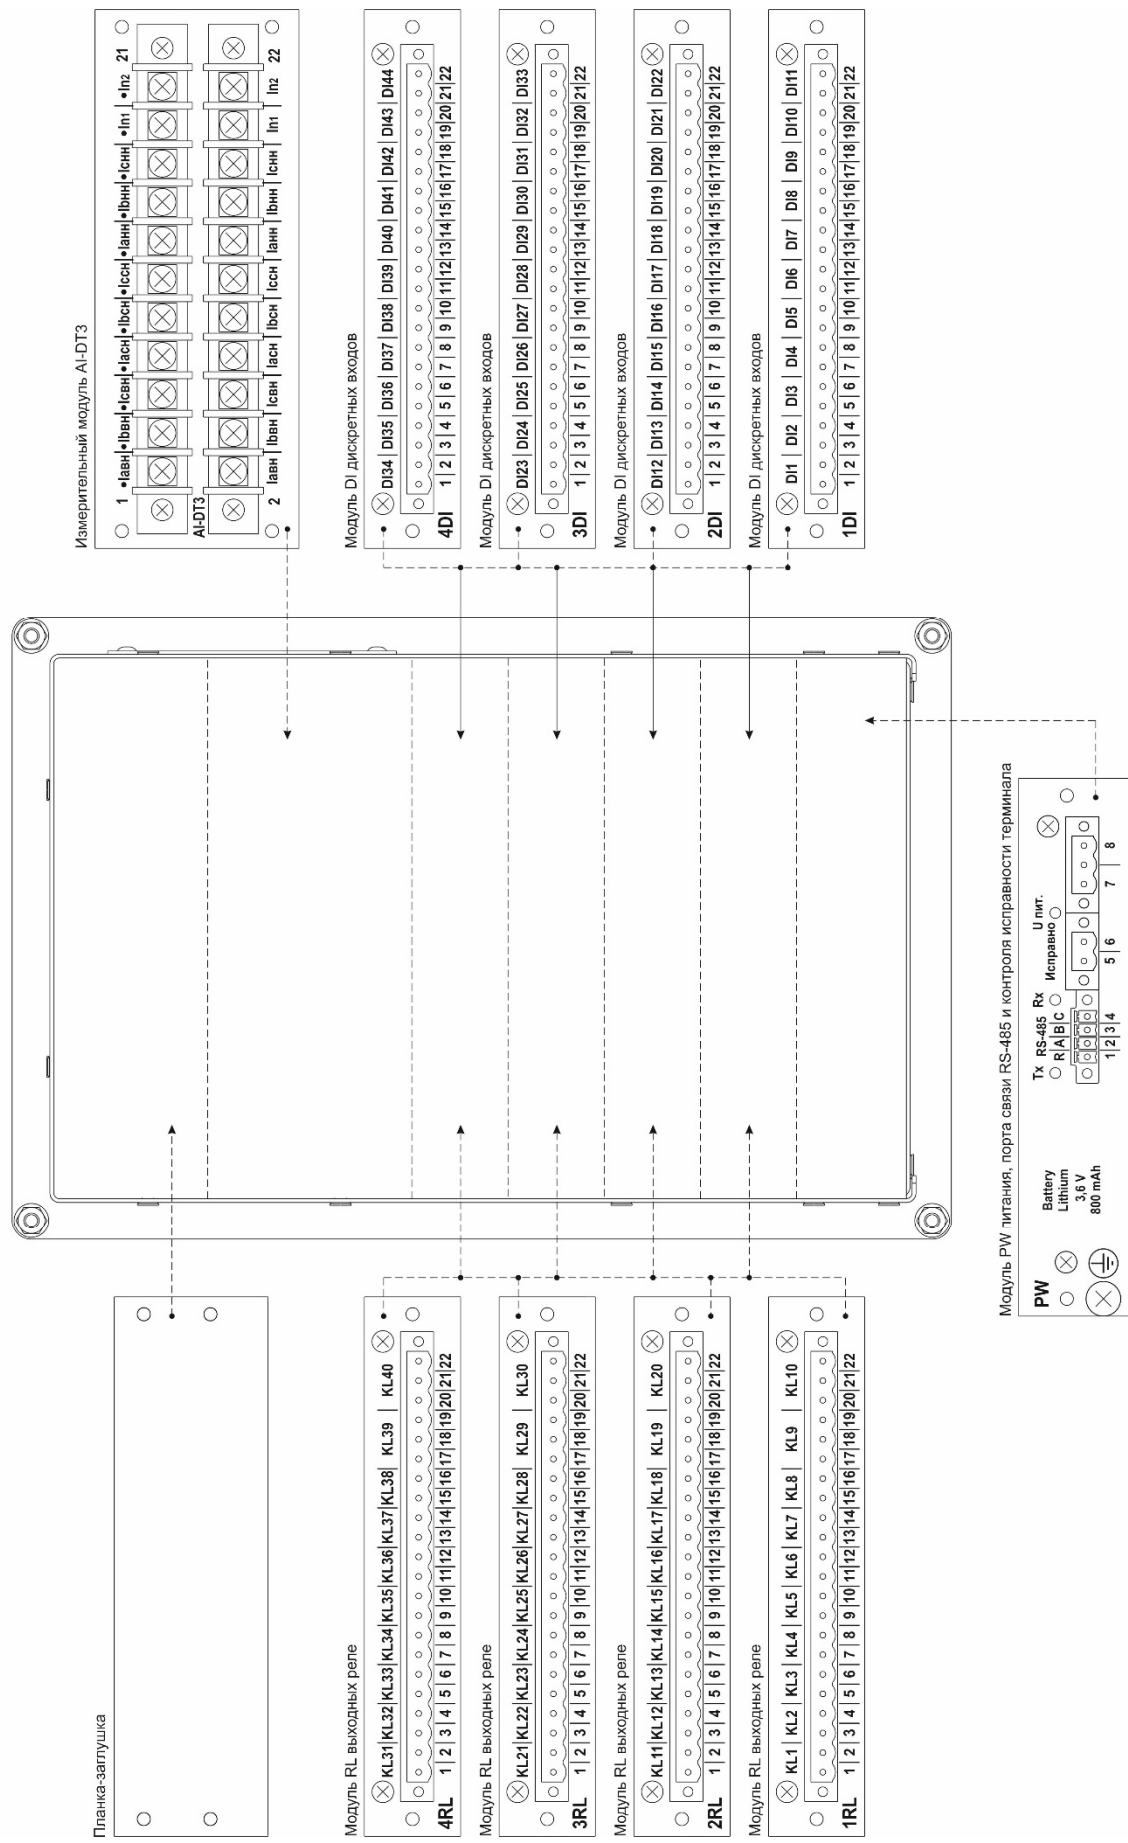 Планка-заглушка
Измерительный модуль AI-DT3
1 •Iaвн|•Ibвн|•Icвн|•Iaсн|•Ibсн|•Icсн|•Iaнн|•Ibнн|•Icнн| •In1 | •In2 21
AI-DT3
2 Iaвн |Ibвн | Icвн | Iaсн | Ibсн | Icсн | Iaнн | Ibнн | Icнн | In1 | In2 22
Модуль RL выходных реле
KL31|KL32|KL33|KL34|KL35|KL36|KL37|KL38| KL39 | KL40
4RL 1|2|3|4|5|6|7|8|9|10|11|12|13|14|15|16|17|18|19|20|21|22
Модуль DI дискретных входов
DI34 | DI35 | DI36 | DI37 | DI38 | DI39 | DI40 | DI41 | DI42 | DI43 | DI44
4DI 1|2|3|4|5|6|7|8|9|10|11|12|13|14|15|16|17|18|19|20|21|22
Модуль RL выходных реле
KL21|KL22|KL23|KL24|KL25|KL26|KL27|KL28| KL29 | KL30
3RL 1|2|3|4|5|6|7|8|9|10|11|12|13|14|15|16|17|18|19|20|21|22
Модуль DI дискретных входов
DI23 | DI24 | DI25 | DI26 | DI27 | DI28 | DI29 | DI30 | DI31 | DI32 | DI33
3DI 1|2|3|4|5|6|7|8|9|10|11|12|13|14|15|16|17|18|19|20|21|22
Модуль RL выходных реле
KL11|KL12|KL13|KL14|KL15|KL16|KL17|KL18| KL19 | KL20
2RL 1|2|3|4|5|6|7|8|9|10|11|12|13|14|15|16|17|18|19|20|21|22
Модуль DI дискретных входов
DI12 | DI13 | DI14 | DI15 | DI16 | DI17 | DI18 | DI19 | DI20 | DI21 | DI22
2DI 1|2|3|4|5|6|7|8|9|10|11|12|13|14|15|16|17|18|19|20|21|22
Модуль RL выходных реле
KL1 | KL2 | KL3 | KL4 | KL5 | KL6 | KL7 | KL8 | KL9 | KL10
1RL 1|2|3|4|5|6|7|8|9|10|11|12|13|14|15|16|17|18|19|20|21|22
Модуль DI дискретных входов
DI1 | DI2 | DI3 | DI4 | DI5 | DI6 | DI7 | DI8 | DI9 | DI10 | DI11
1DI 1|2|3|4|5|6|7|8|9|10|11|12|13|14|15|16|17|18|19|20|21|22
Модуль PW питания, порта связи RS-485 и контроля исправности терминала
PW
Battery
Lithium
3,6 V
800 mAh
Tx RS-485 Rx
R|A|B|C
Исправно
U пит.
1|2|3|4
5|6
7 | 8